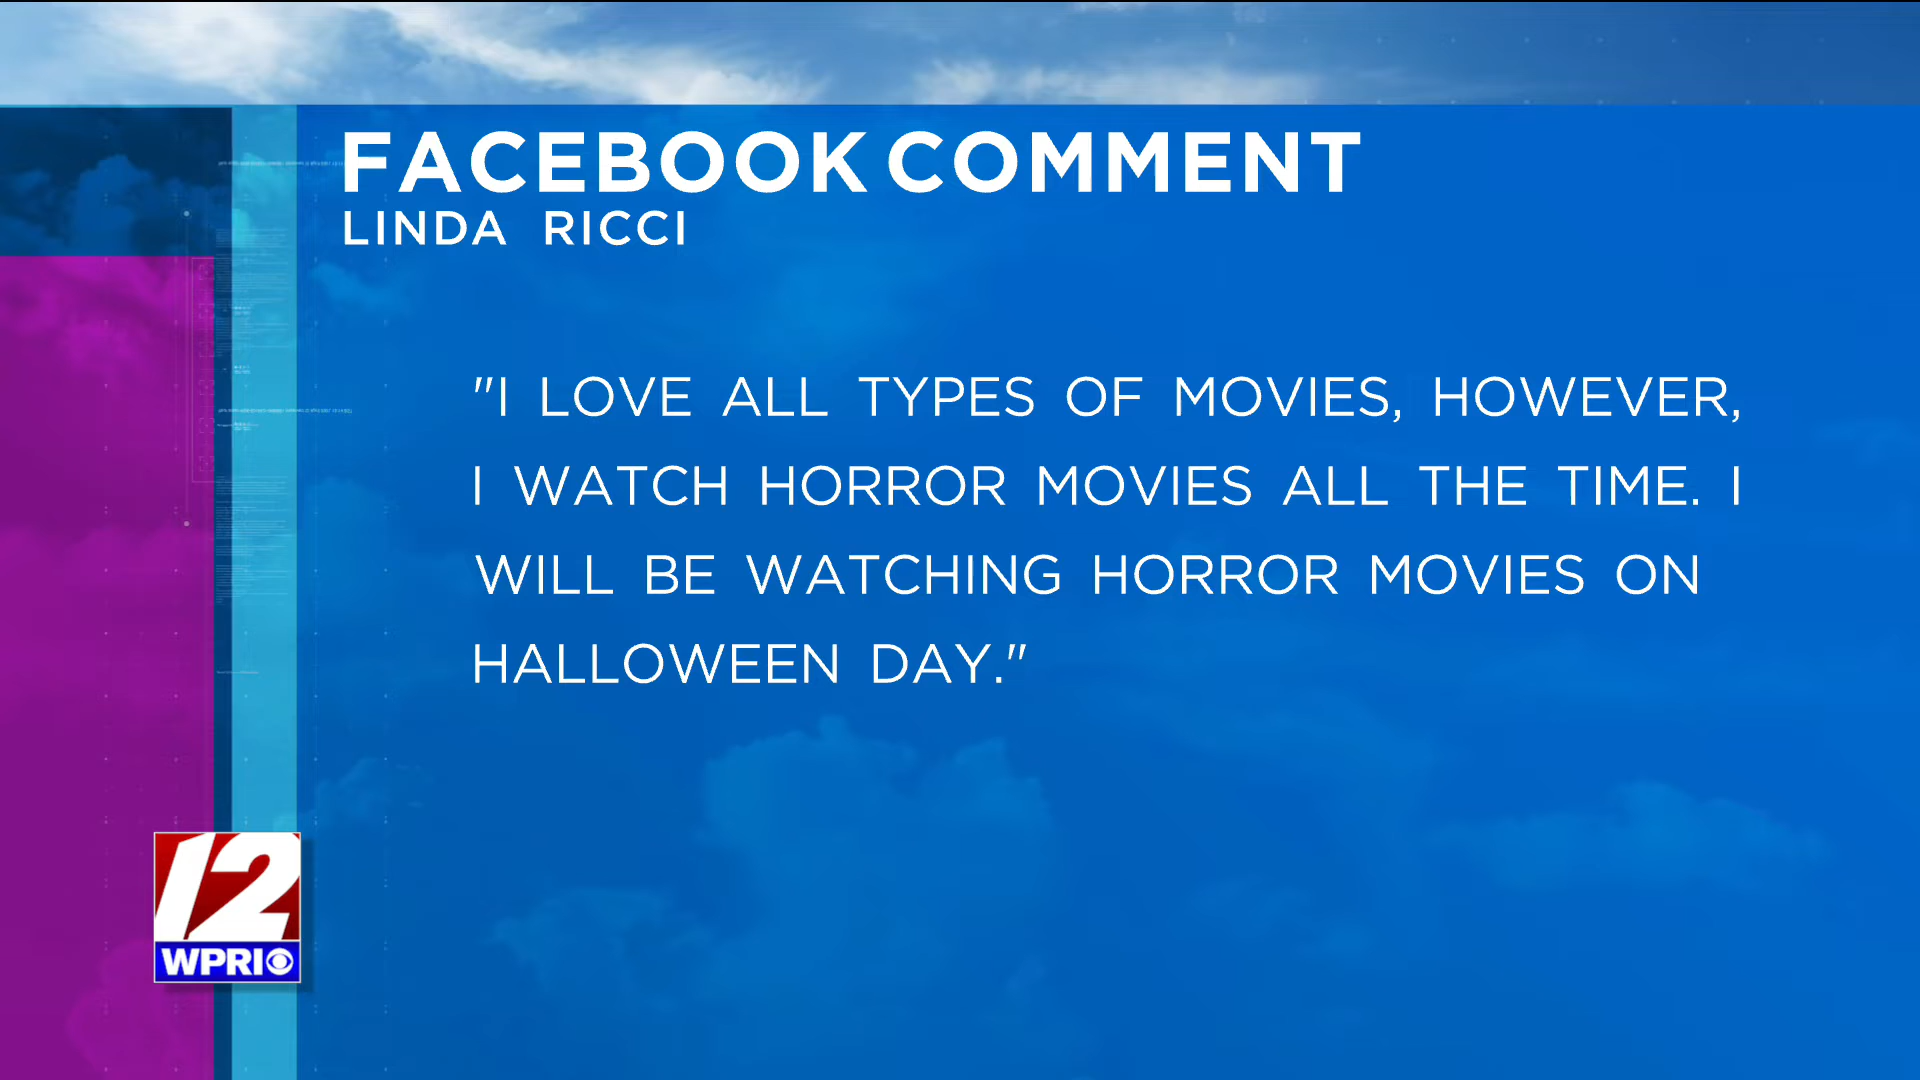 FACEBOOK COMMENT
LINDA RICCI
"I LOVE ALL TYPES OF MOVIES, HOWEVER,
I WATCH HORROR MOVIES ALL THE TIME. I
WILL BE WATCHING HORROR MOVIES ON
HALLOWEEN DAY."
12
WPRI